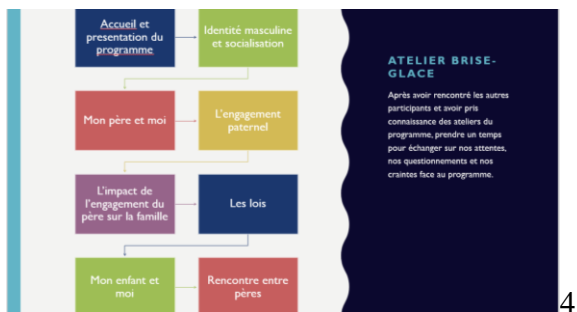 Accueil et
presentation du
programme
Identité masculine
et socialisation
Mon père et moi
L'engagement
paternel
L'impact de
l'engagement du
père sur la famille
Les lois
Mon enfant et
moi
Rencontre entre
pères
ATELIER BRISE-
GLACE
Après avoir rencontré les autres
participants et avoir pris
connaissance des ateliers du
programme, prendre un temps
pour échanger sur nos attentes,
nos questionnements et nos
craintes face au programme.
4